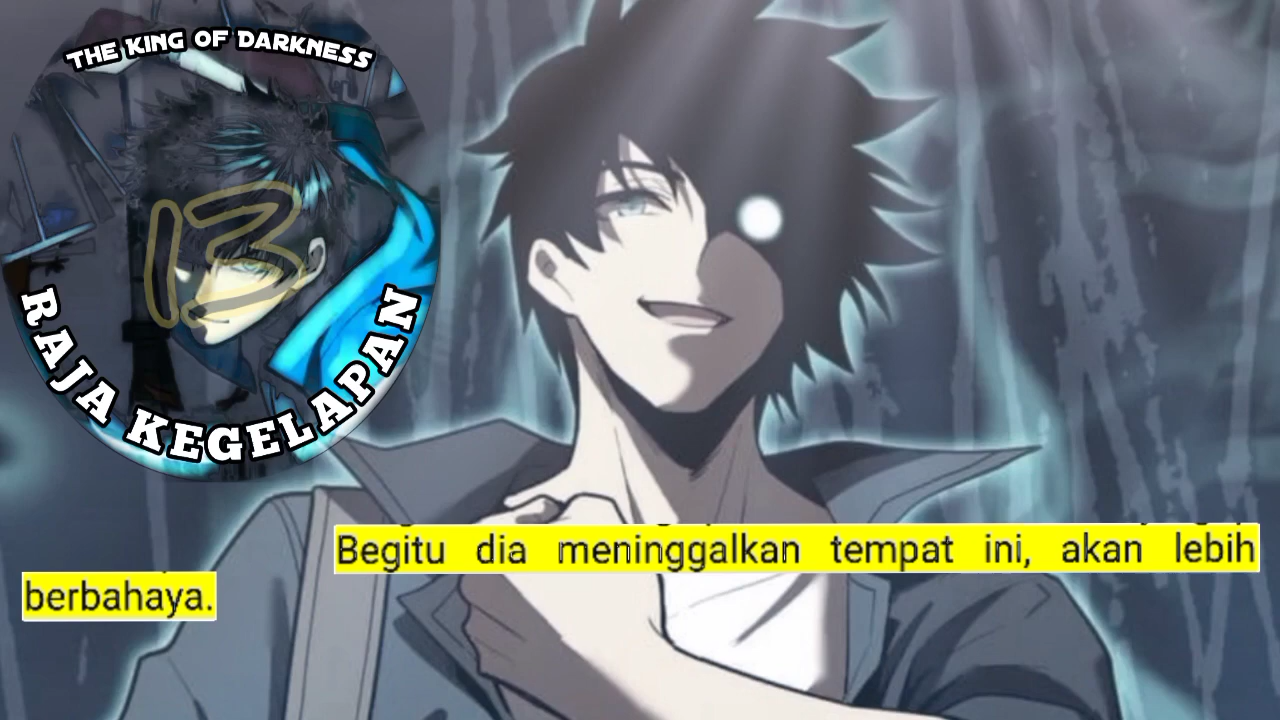 THE KING OF DARKNESS
13
RAJA KEGELAPAN
Begitu dia meninggalkan tempat ini, akan lebih
berbahaya.